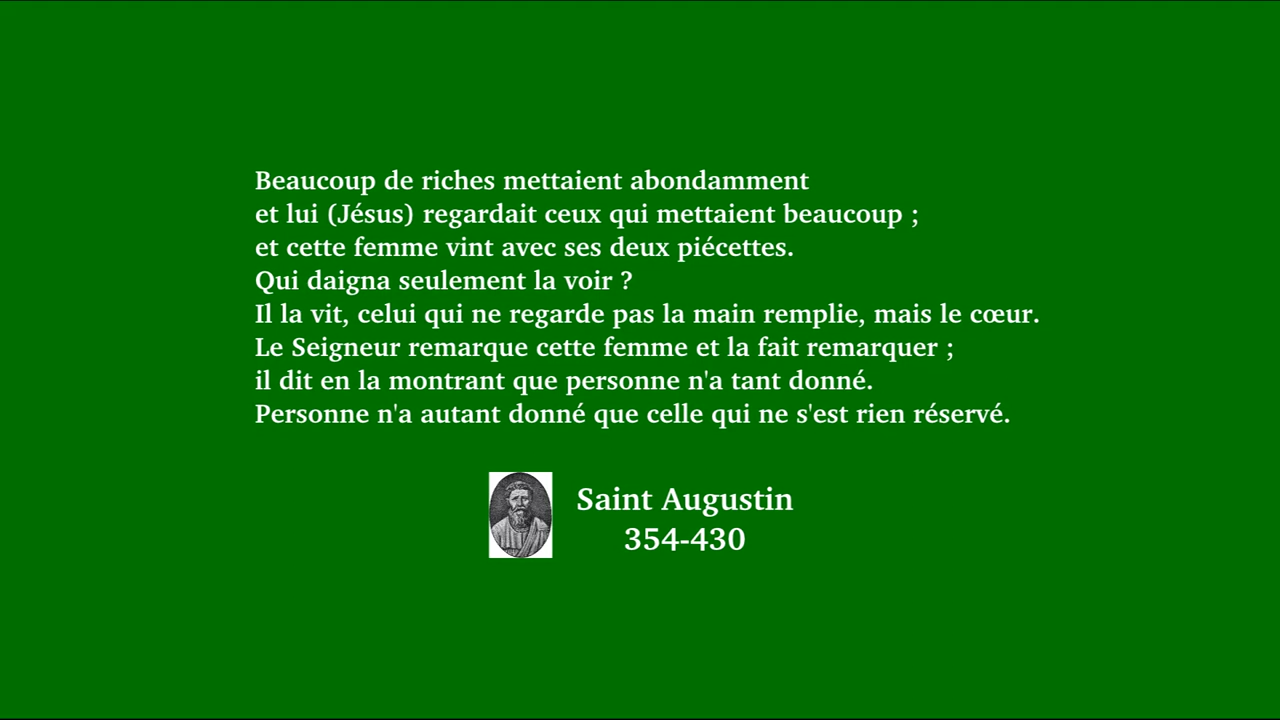 Beaucoup de riches mettaient abondamment
et lui (Jésus) regardait ceux qui mettaient beaucoup ;
et cette femme vint avec ses deux piécettes.
Qui daigna seulement la voir ?
Il la vit, celui qui ne regarde pas la main remplie, mais le cœur.
Le Seigneur remarque cette femme et la fait remarquer ;
il dit en la montrant que personne n'a tant donné.
Personne n'a autant donné que celle qui ne s'est rien réservé.
Saint Augustin
354-430